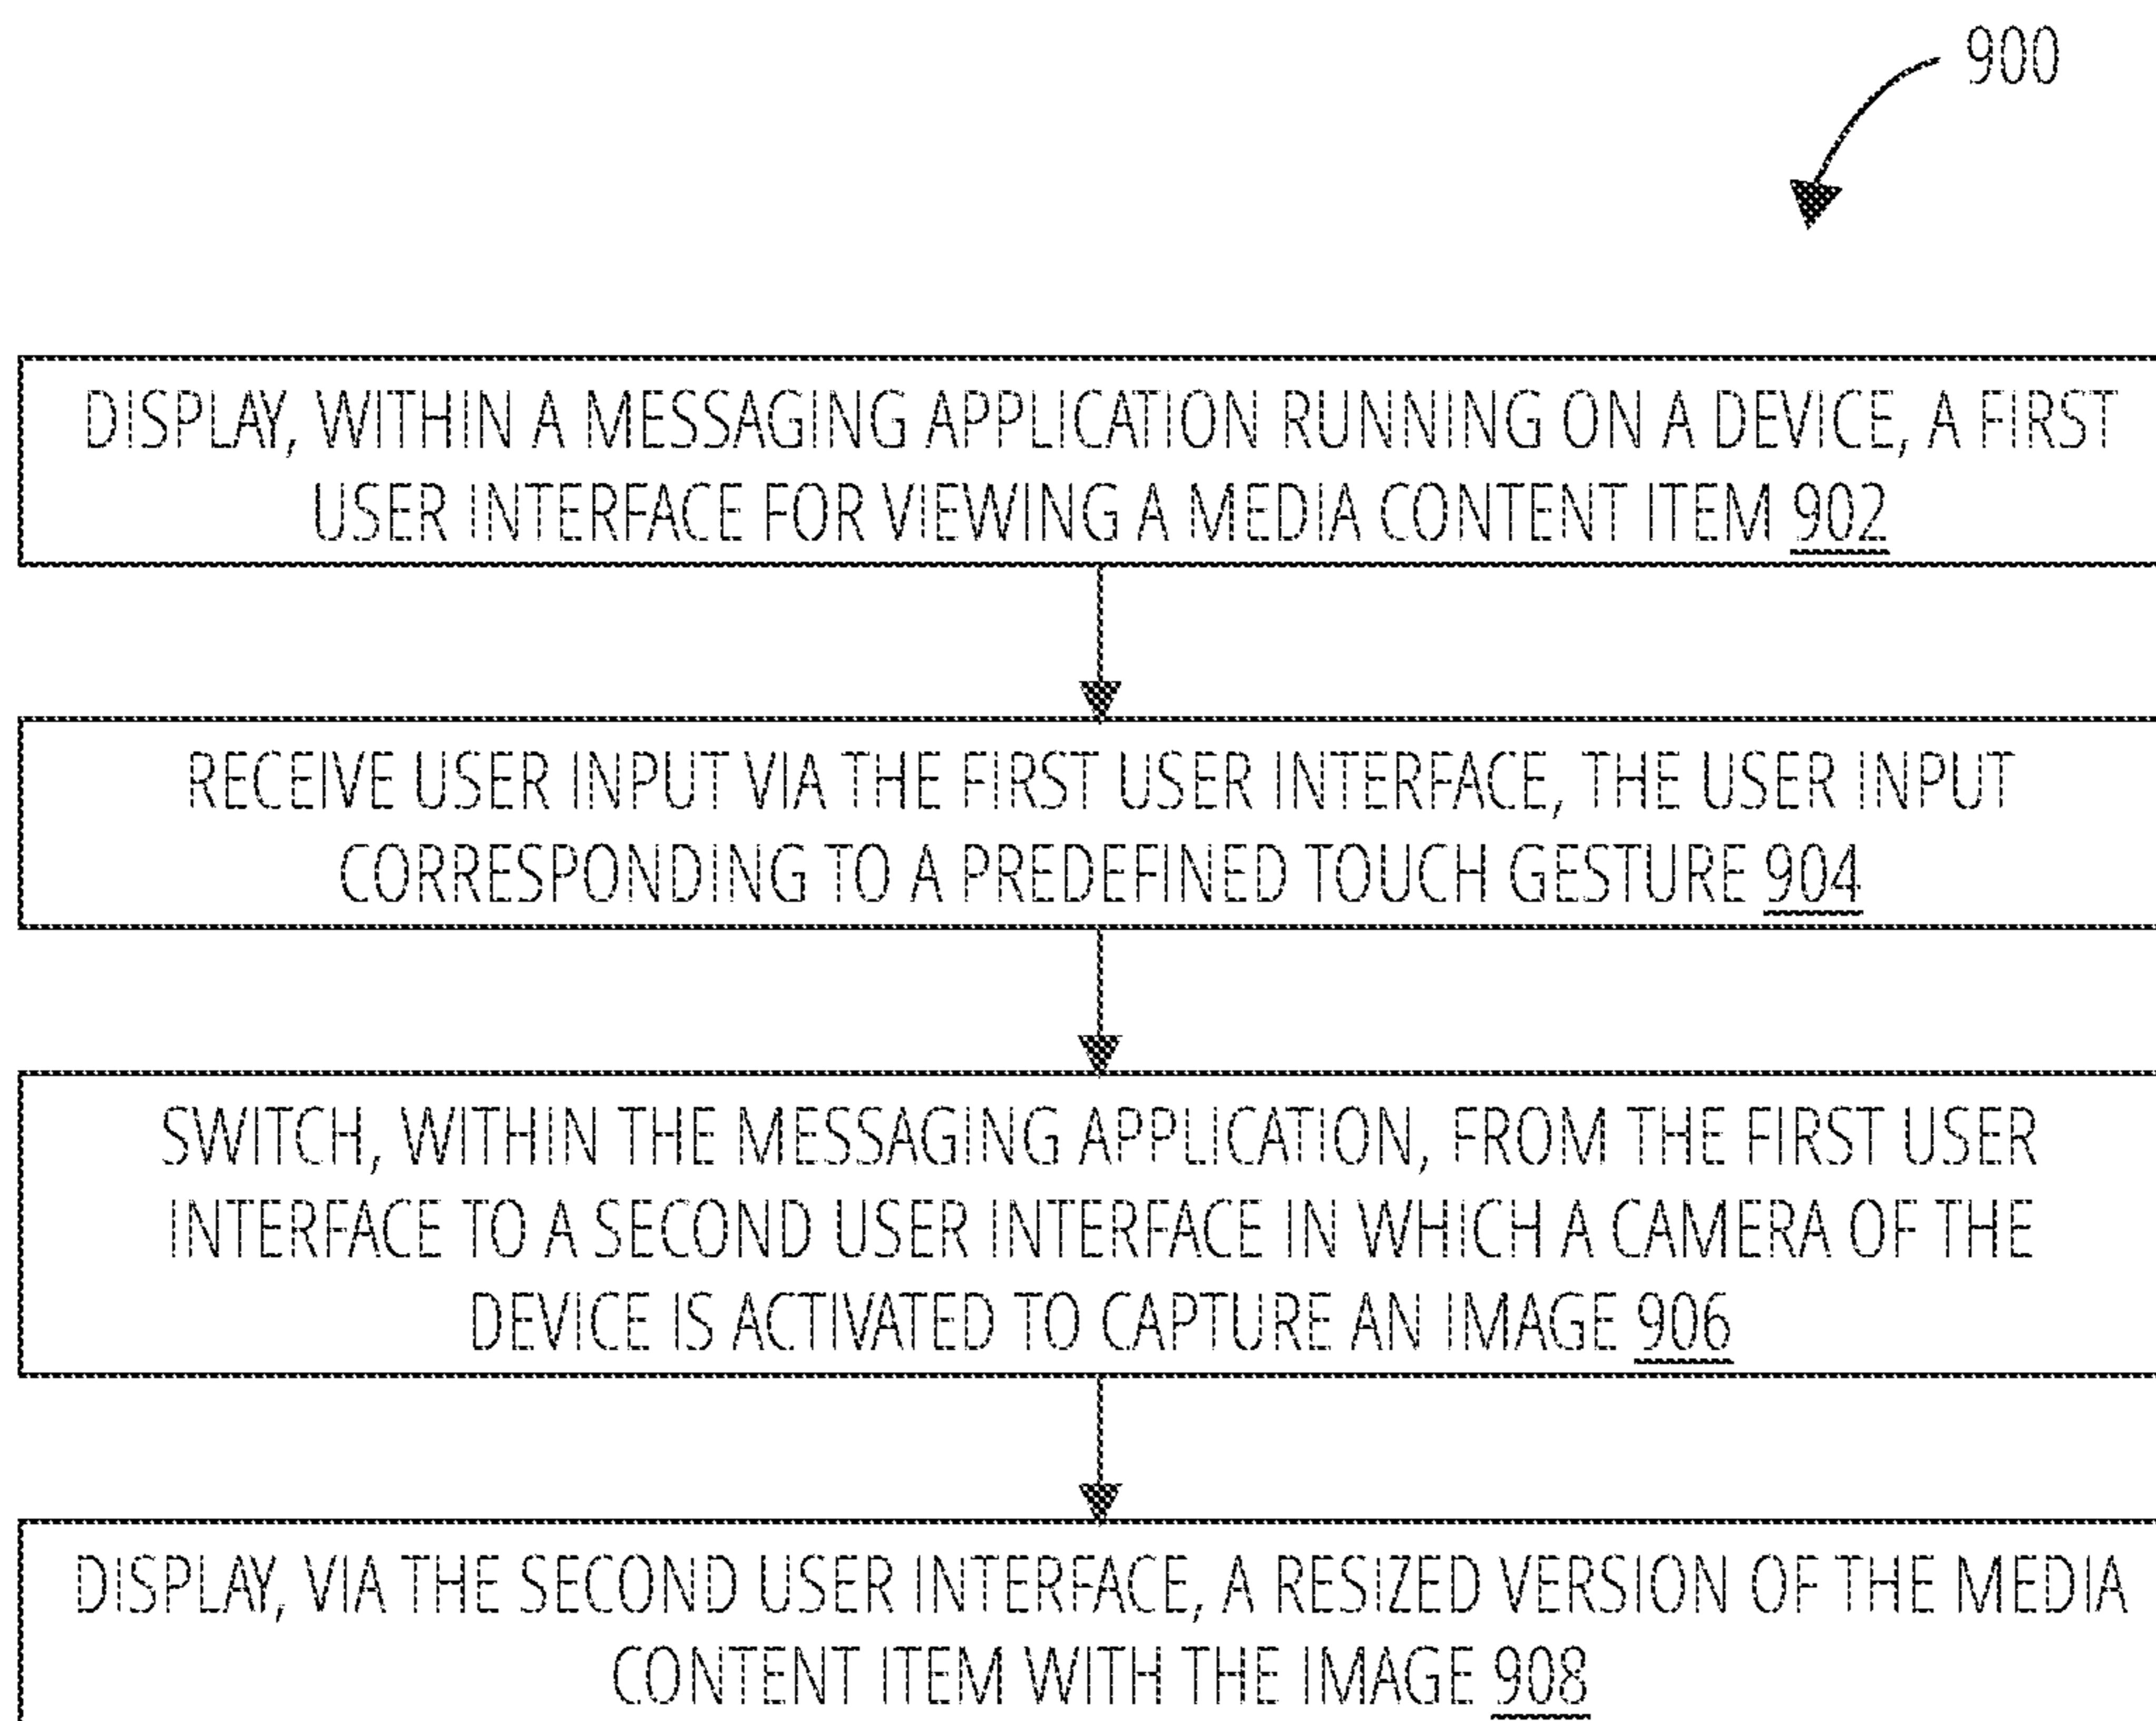 900
DISPLAY, WITHIN A MESSAGING APPLICATION RUNNING ON A DEVICE, A FIRST
USER INTERFACE FOR VIEWING A MEDIA CONTENT ITEM 902
RECEIVE USER INPUT VIA THE FIRST USER INTERFACE, THE USER INPUT
CORRESPONDING TO A PREDEFINED TOUCH GESTURE 904
SWITCH, WITHIN THE MESSAGING APPLICATION, FROM THE FIRST USER
INTERFACE TO A SECOND USER INTERFACE IN WHICH A CAMERA OF THE
DEVICE IS ACTIVATED TO CAPTURE AN IMAGE 906
DISPLAY, VIA THE SECOND USER INTERFACE, A RESIZED VERSION OF THE MEDIA
CONTENT ITEM WITH THE IMAGE 908